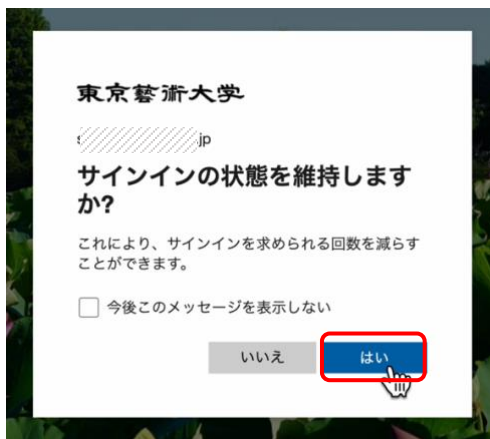 東京藝術大学
jp
サインインの状態を維持します
か?
これにより、サインインを求められる回数を減らす
ことができます。
今後このメッセージを表示しない
いいえ
はい